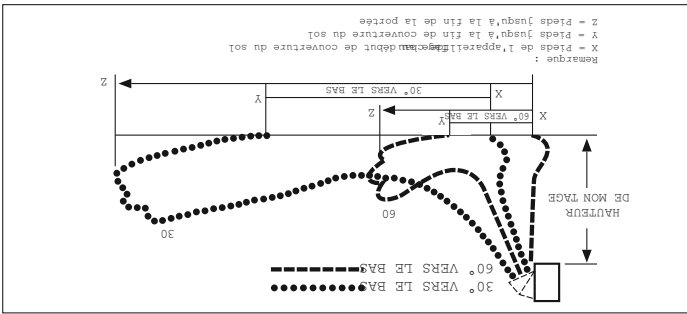 30° VERS LE BAS
60° VERS LE BAS
HAUTEUR
DE MON TAGE
30
60
X
60° VERS LE BAS
Y
Z
X
30° VERS LE BAS
Y
Z
Remarque :
X = Pieds de l'appareil au début de couverture du sol
Y = Pieds jusqu'à la fin de couverture du sol
Z = Pieds jusqu'à la fin de la portée